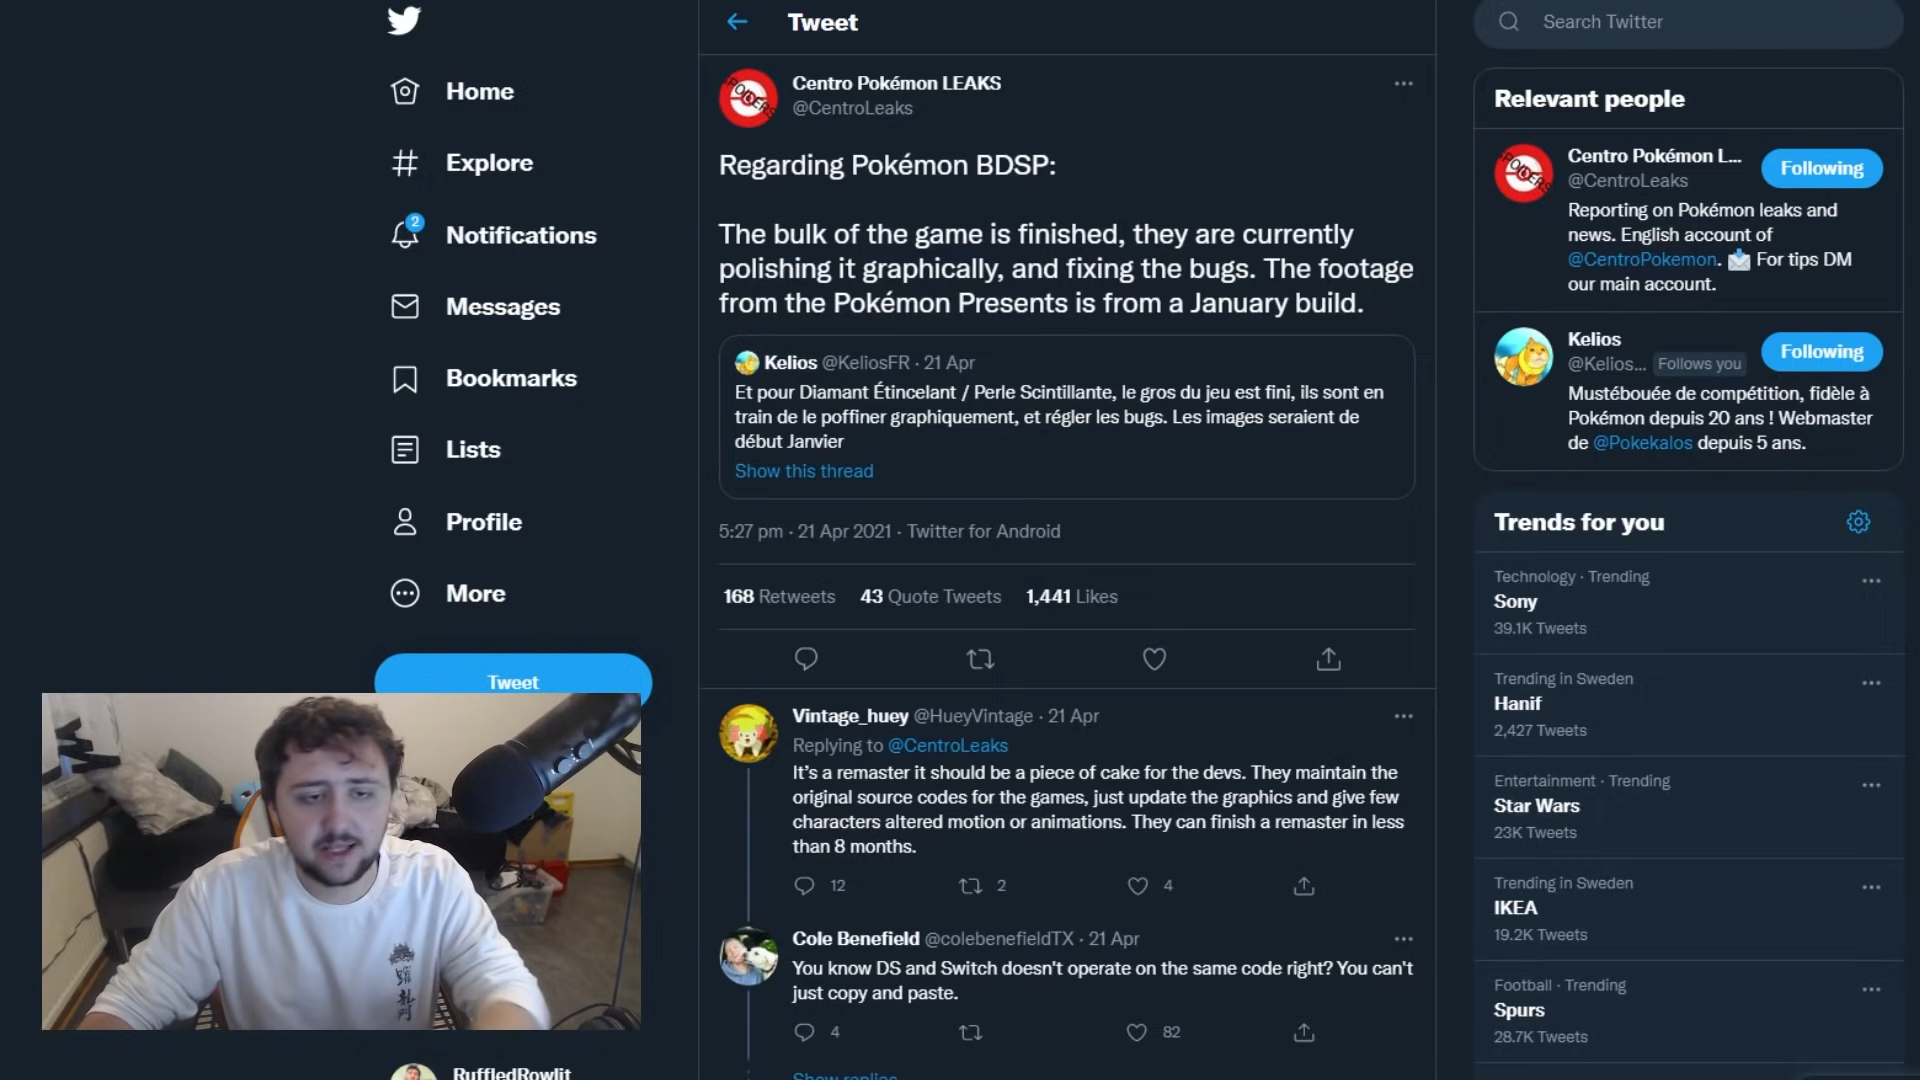 Home
Explore
2
Notifications
Messages
Bookmarks
Lists
Profile
More
Tweet
RuffledRowlit
Tweet
Centro Pokémon LEAKS
@CentroLeaks
Regarding Pokémon BDSP:
The bulk of the game is finished, they are currently
polishing it graphically, and fixing the bugs. The footage
from the Pokémon Presents is from a January build.
Kelios @KeliosFR · 21 Apr
Et pour Diamant Étincelant / Perle Scintillante, le gros du jeu est fini, ils sont en
train de le poffiner graphiquement, et régler les bugs. Les images seraient de
début Janvier
Show this thread
5:27 pm · 21 Apr 2021 · Twitter for Android
168 Retweets 43 Quote Tweets 1,441 Likes
Vintage_huey @HueyVintage · 21 Apr
Replying to @CentroLeaks
It's a remaster it should be a piece of cake for the devs. They maintain the
original source codes for the games, just update the graphics and give few
characters altered motion or animations. They can finish a remaster in less
than 8 months.
12 2 4
Cole Benefield @colebenefieldTX · 21 Apr
You know DS and Switch doesn't operate on the same code right? You can't
just copy and paste.
4 82
Show replies
Search Twitter
Relevant people
Centro Pokémon L...
@CentroLeaks
Following
Reporting on Pokémon leaks and
news. English account of
@CentroPokemon. For tips DM
our main account.
Kelios
@Kelios... Follows you
Following
Mustébouée de compétition, fidèle à
Pokémon depuis 20 ans ! Webmaster
de @Pokekalos depuis 5 ans.
Trends for you
Technology · Trending
Sony
39.1K Tweets
Trending in Sweden
Hanif
2,427 Tweets
Entertainment · Trending
Star Wars
23K Tweets
Trending in Sweden
IKEA
19.2K Tweets
Football · Trending
Spurs
28.7K Tweets